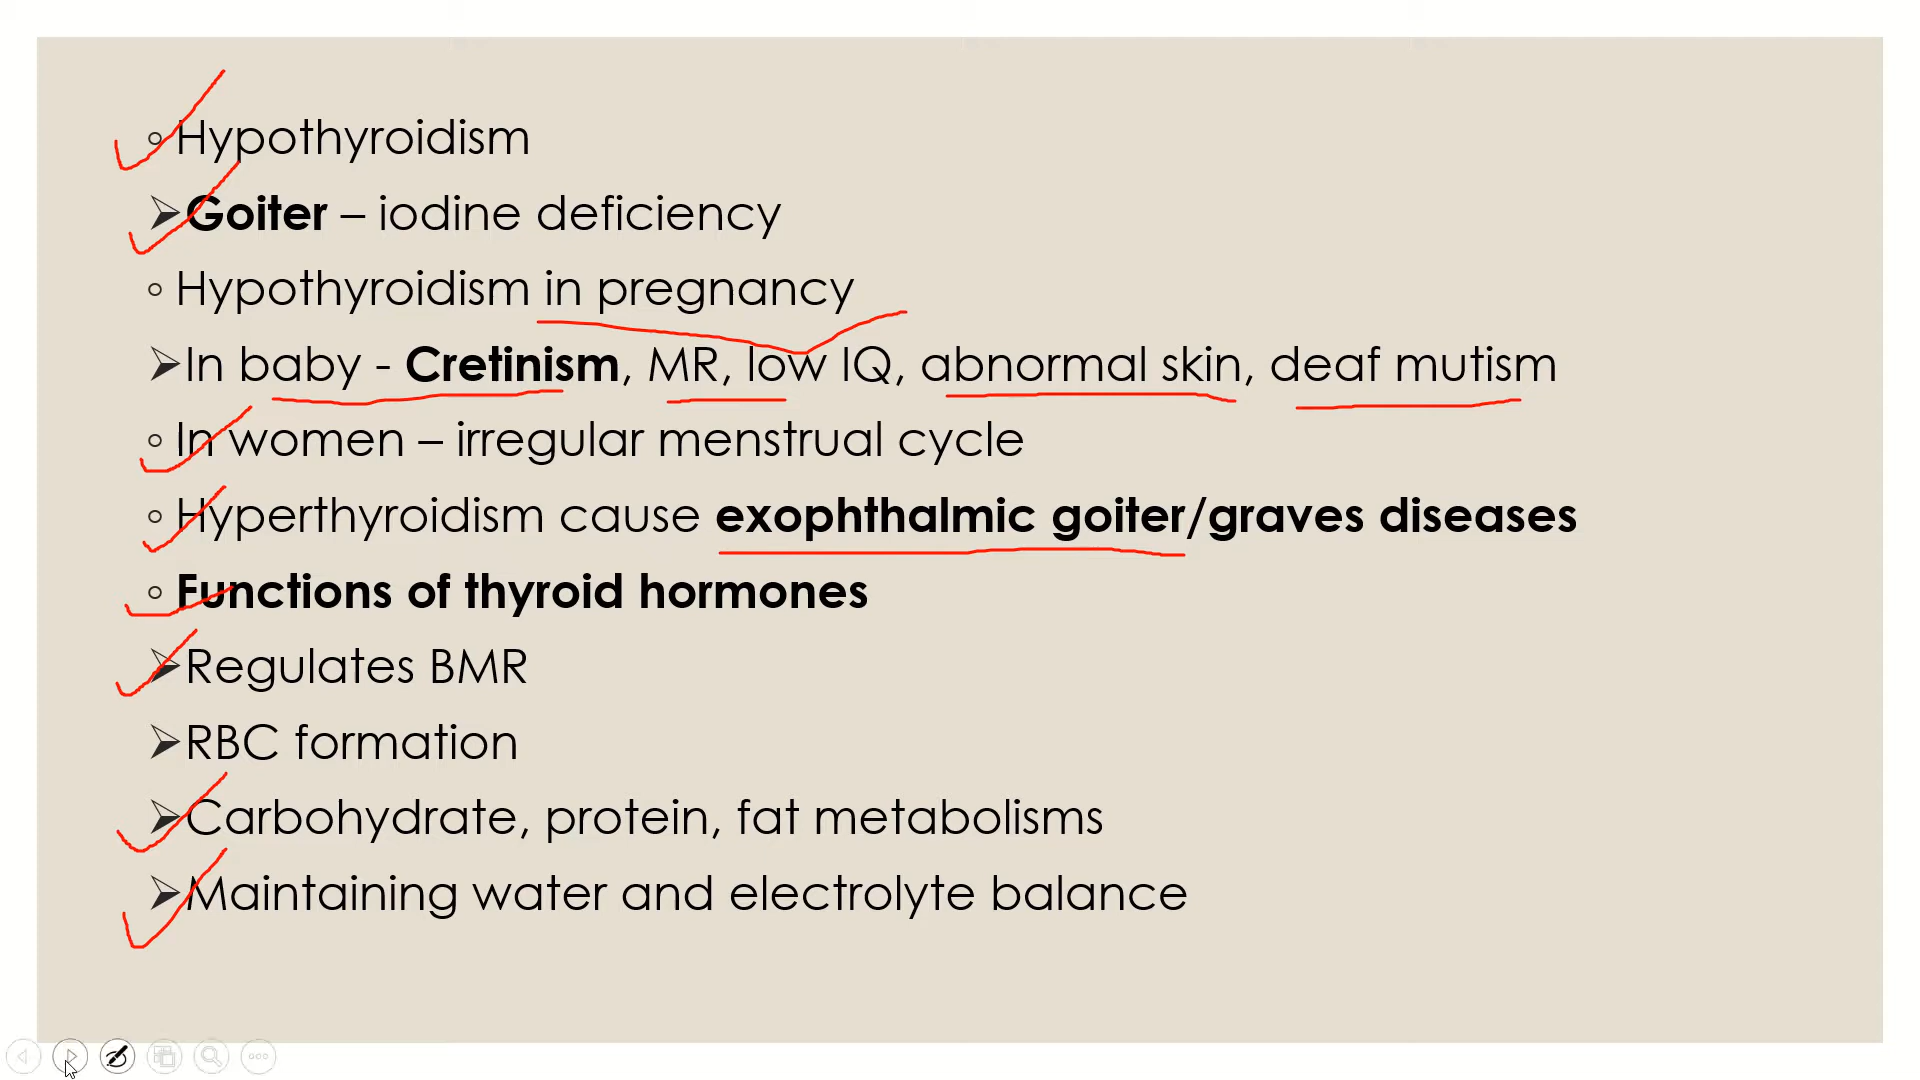 Hypothyroidism
Goiter – iodine deficiency
Hypothyroidism in pregnancy
In baby - Cretinism, MR, low IQ, abnormal skin, deaf mutism
In women – irregular menstrual cycle
Hyperthyroidism cause exophthalmic goiter/graves diseases
Functions of thyroid hormones
Regulates BMR
RBC formation
Carbohydrate, protein, fat metabolisms
Maintaining water and electrolyte balance